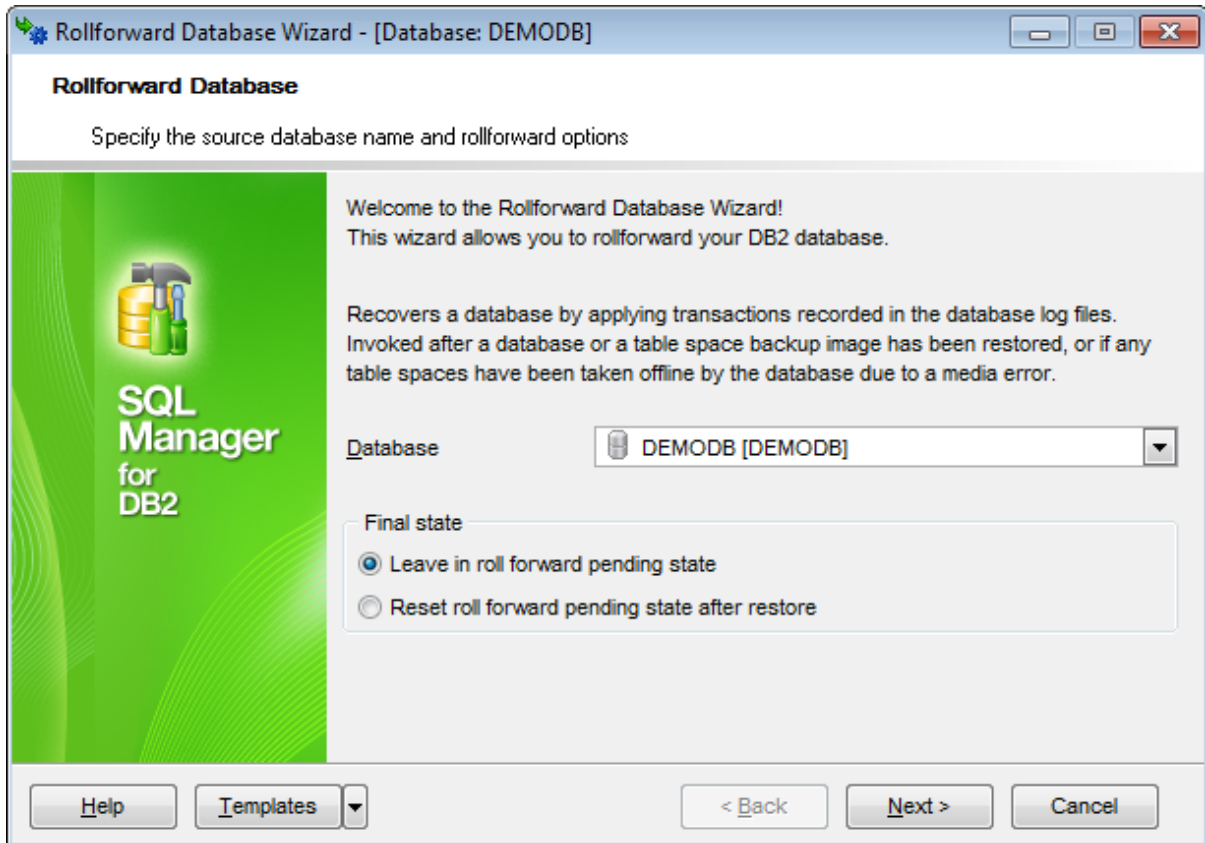 Rollforward Database Wizard - [Database: DEMODB]
Rollforward Database
Specify the source database name and rollforward options
Welcome to the Rollforward Database Wizard!
This wizard allows you to rollforward your DB2 database.
Recovers a database by applying transactions recorded in the database log files.
Invoked after a database or a table space backup image has been restored, or if any
table spaces have been taken offline by the database due to a media error.
SQL
Manager
for
DB2
Database
DEMODB [DEMODB]
Final state
Leave in roll forward pending state
Reset roll forward pending state after restore
Help
Templates
< Back
Next >
Cancel